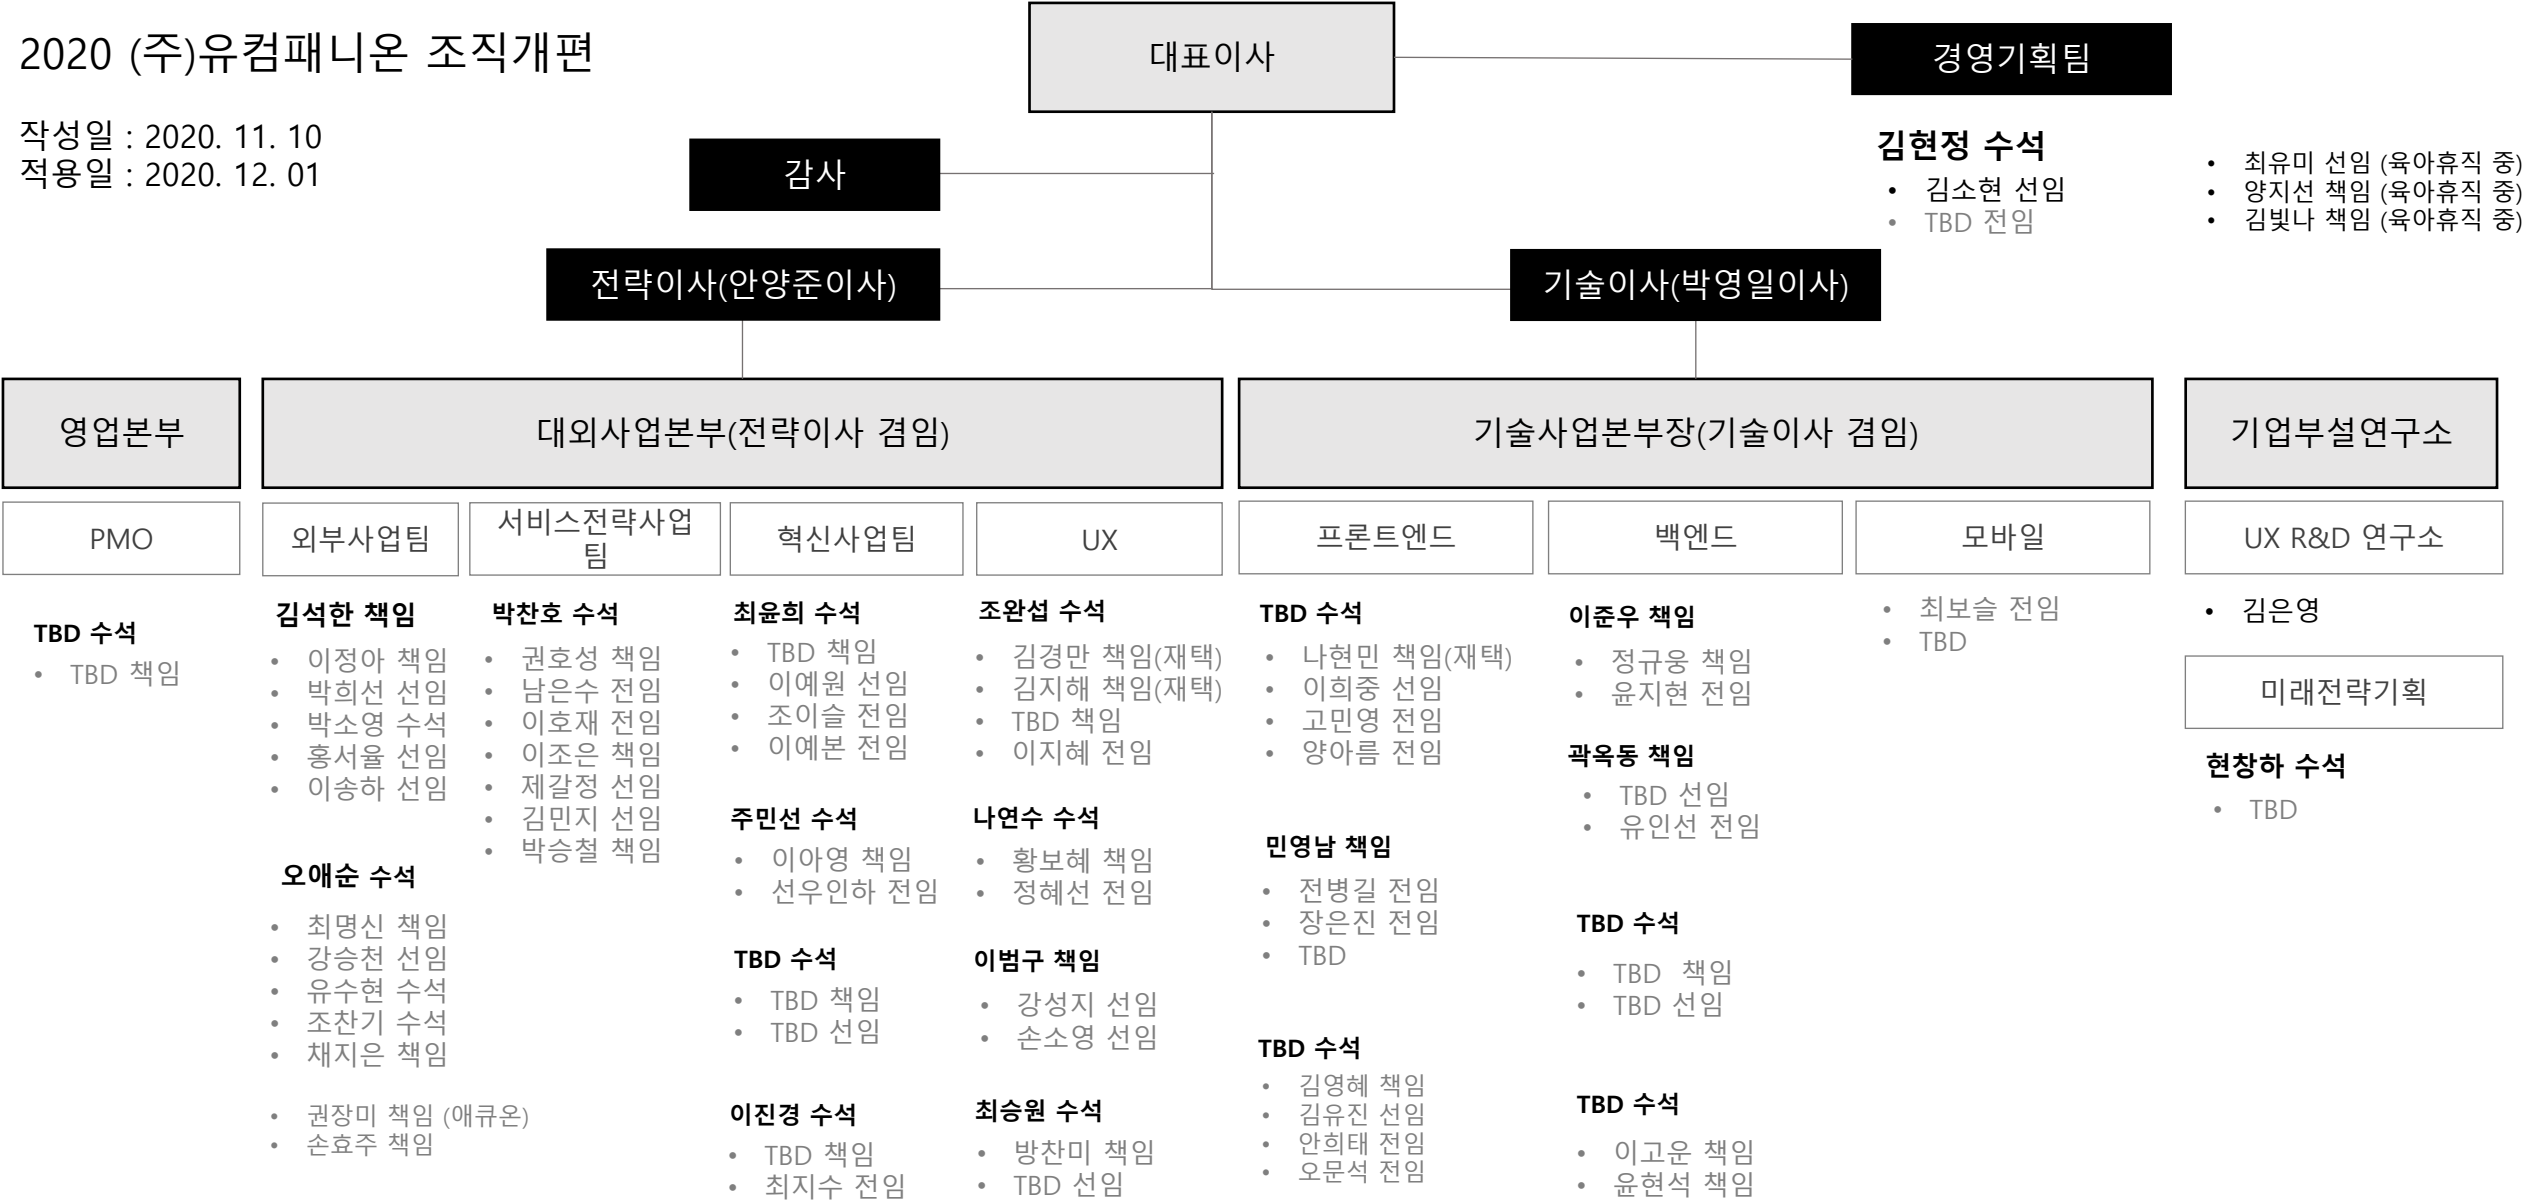 2020 (주)유컴패니온 조직개편
작성일 : 2020. 11. 10
적용일 : 2020. 12. 01
대표이사
경영기획팀
김현정 수석
• 김소현 선임
• TBD 전임
• 최유미 선임 (육아휴직 중)
• 양지선 책임 (육아휴직 중)
• 김빛나 책임 (육아휴직 중)
감사
전략이사(안양준이사)
기술이사(박영일이사)
영업본부
대외사업본부(전략이사 겸임)
기술사업본부장(기술이사 겸임)
기업부설연구소
PMO
TBD 수석
• TBD 책임
외부사업팀
김석한 책임
• 이정아 책임
• 박희선 선임
• 박소영 수석
• 홍서율 선임
• 이송하 선임
오애순 수석
• 최명신 책임
• 강승천 선임
• 유수현 수석
• 조찬기 수석
• 채지은 책임
• 권장미 책임 (애큐온)
• 손효주 책임
서비스전략사업
팀
박찬호 수석
• 권호성 책임
• 남은수 전임
• 이호재 전임
• 이조은 책임
• 제갈정 선임
• 김민지 선임
• 박승철 책임
혁신사업팀
최윤희 수석
• TBD 책임
• 이예원 선임
• 조이슬 전임
• 이예본 전임
주민선 수석
• 이아영 책임
• 선우인하 전임
TBD 수석
• TBD 책임
• TBD 선임
이진경 수석
• TBD 책임
• 최지수 전임
UX
조완섭 수석
• 김경만 책임(재택)
• 김지해 책임(재택)
• TBD 책임
• 이지혜 전임
나연수 수석
• 황보혜 책임
• 정혜선 전임
이범구 책임
• 강성지 선임
• 손소영 선임
최승원 수석
• 방찬미 책임
• TBD 선임
프론트엔드
TBD 수석
• 나현민 책임(재택)
• 이희중 선임
• 고민영 전임
• 양아름 전임
민영남 책임
• 전병길 전임
• 장은진 전임
• TBD
TBD 수석
• 김영혜 책임
• 김유진 선임
• 안희태 전임
• 오문석 전임
백엔드
이준우 책임
• 정규웅 책임
• 윤지현 전임
곽옥동 책임
• TBD 선임
• 유인선 전임
TBD 수석
• TBD 책임
• TBD 선임
TBD 수석
• 이고운 책임
• 윤현석 책임
모바일
• 최보슬 전임
• TBD
UX R&D 연구소
• 김은영
미래전략기획
현창하 수석
• TBD